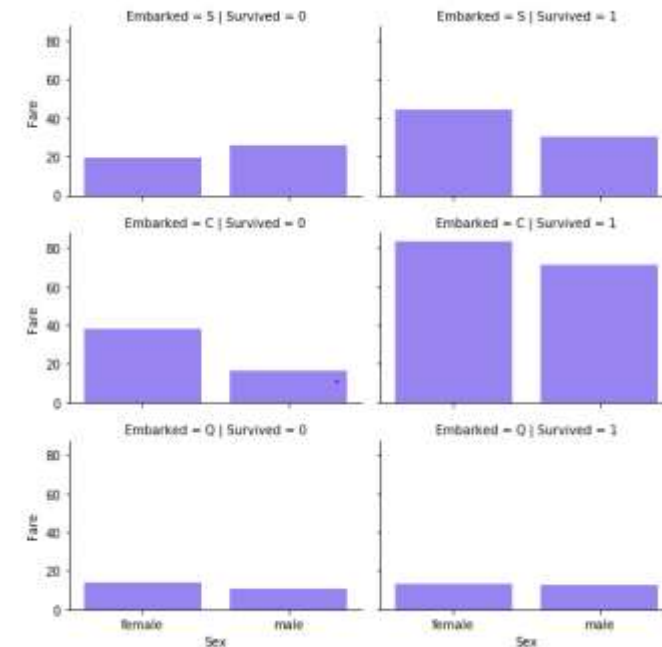 Embarked = S | Survived = 0
Embarked = S | Survived = 1
80
60
40
20
0
Fare
Embarked = C | Survived = 0
Embarked = C | Survived = 1
80
60
40
20
0
Fare
Embarked = Q | Survived = 0
Embarked = Q | Survived = 1
80
60
40
20
0
Fare
female male female male
Sex Sex